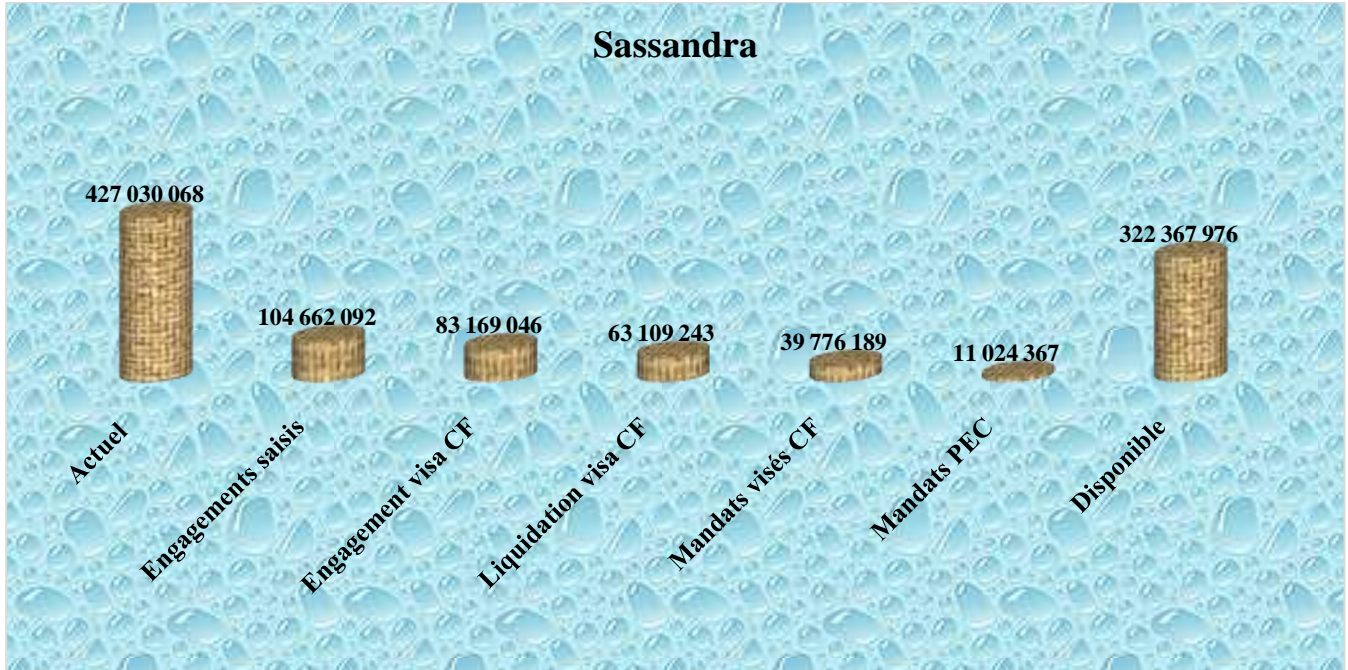 Sassandra
427 030 068
104 662 092
83 169 046
63 109 243
39 776 189
11 024 367
322 367 976
Actuel
Engagements saisis
Engagement visa CF
Liquidation visa CF
Mandats visés CF
Mandats PEC
Disponible